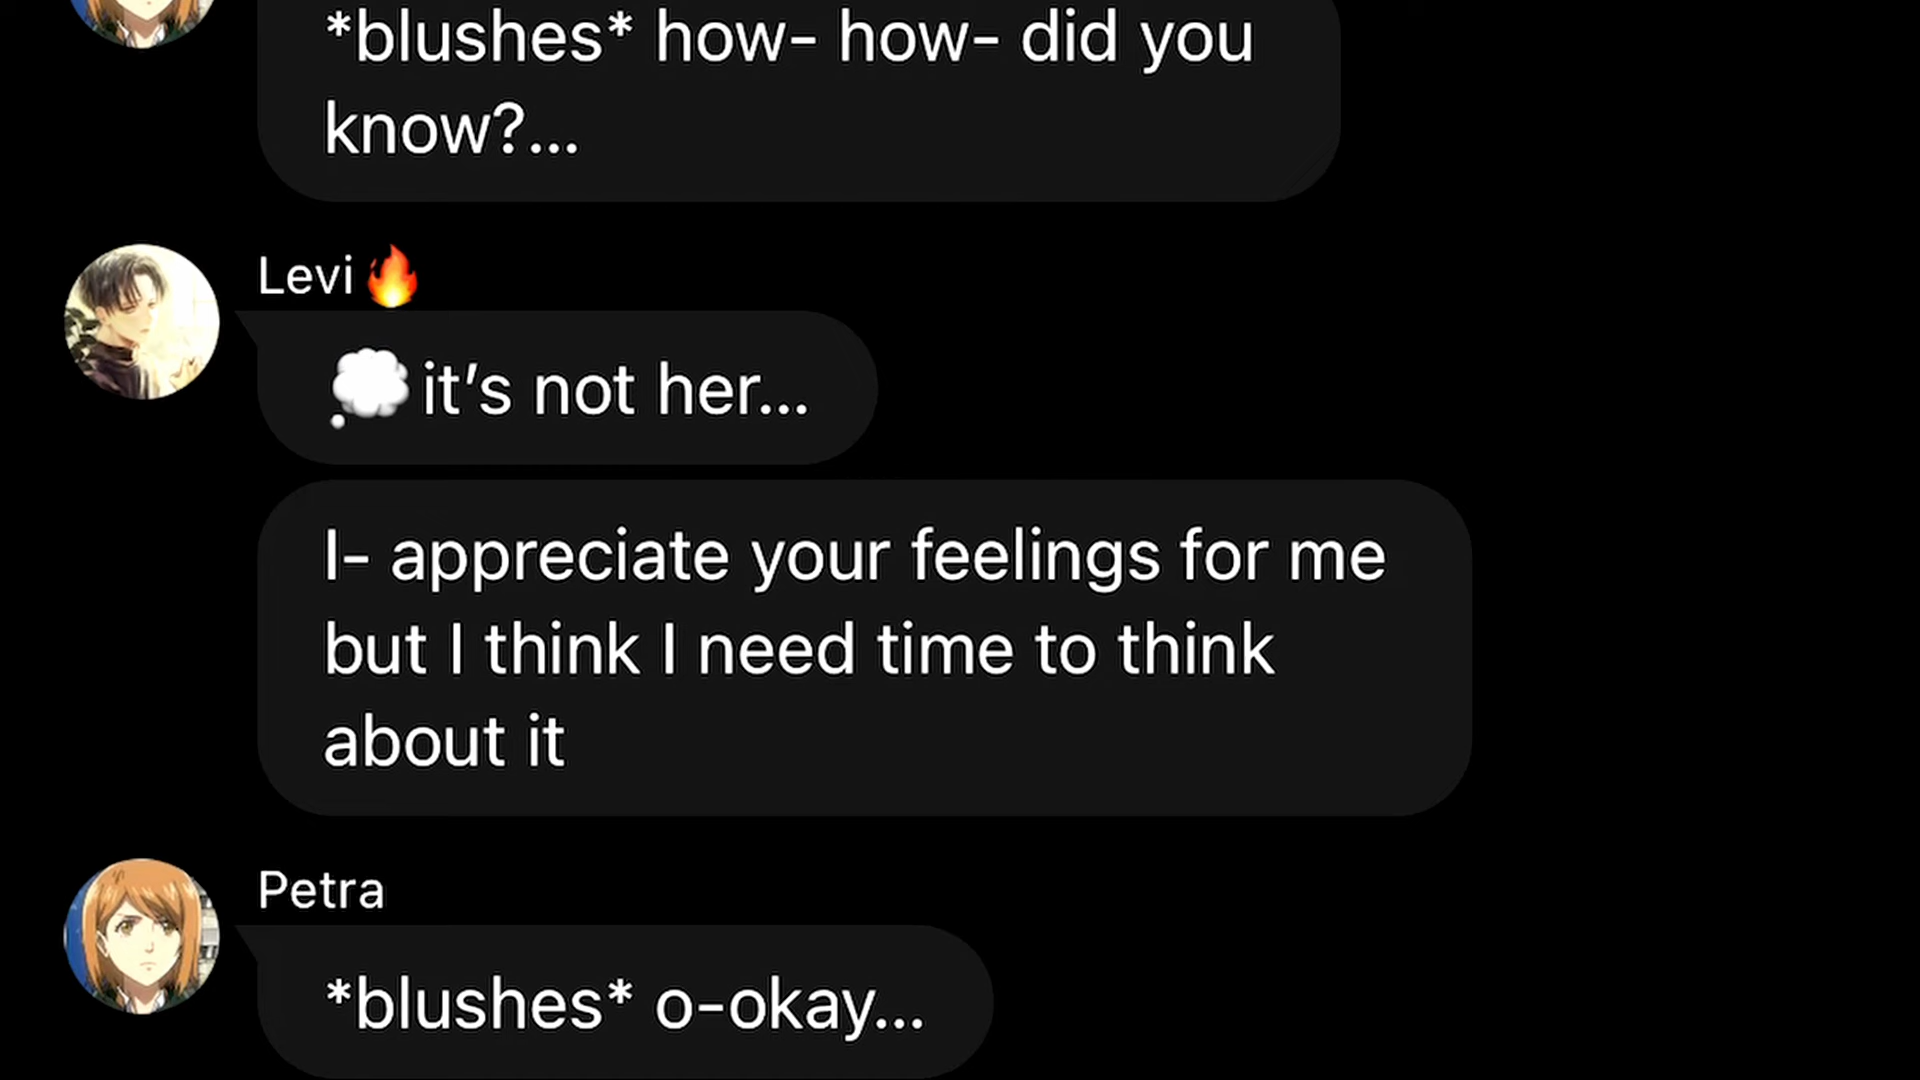 *blushes* how- how- did you
know?...
Levi🔥
💭it's not her...
I- appreciate your feelings for me
but I think I need time to think
about it
Petra
*blushes* o-okay...